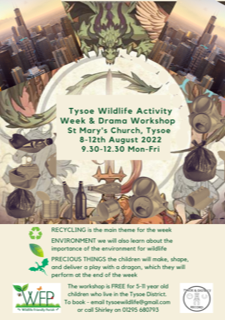 Tysoe Wildlife Activity
Week & Drama Workshop
St Mary's Church, Tysoe
8-12th August 2022
9.30-12.30 Mon-Fri
RECYCLING is the main theme for the week
ENVIRONMENT we will also learn about the
importance of the environment for wildlife
PRECIOUS THINGS the children will make, shape,
and deliver a play with a dragon, which they will
perform at the end of the week
The workshop is FREE for 5-11 year old
children who live in the Tysoe District.
To book - email tysoewildlife@gmail.com
or call Shirley on 01295 680793
WFP